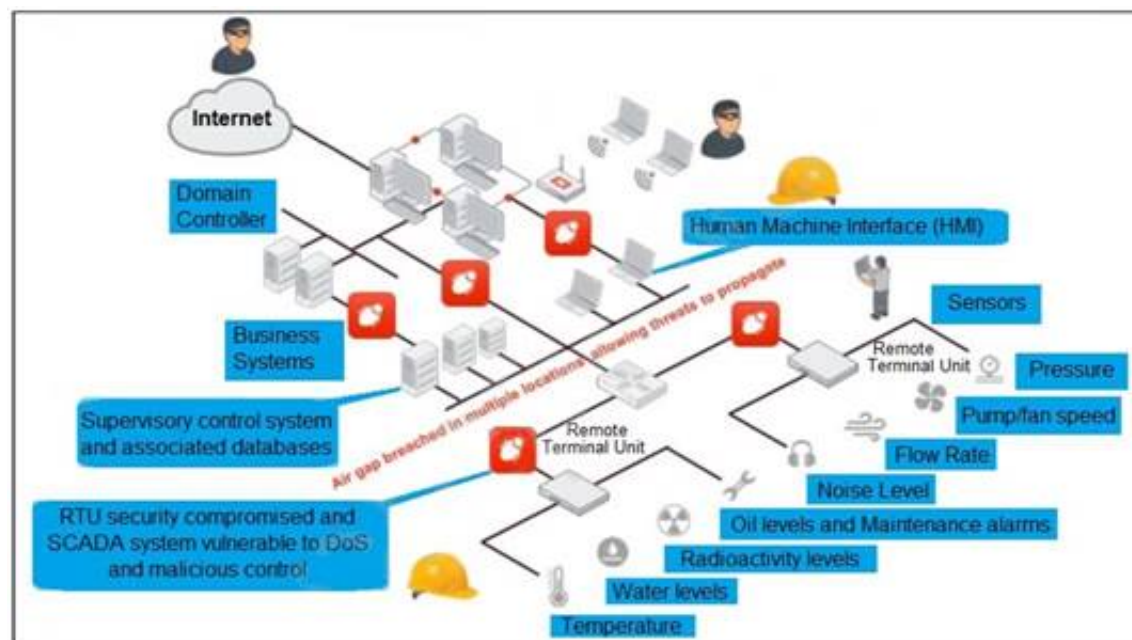 Internet
Domain
Controller
Human Machine Interface (HMI)
Sensors
Business
Systems
Remote
Terminal Unit
Pressure
Pump/fan speed
Supervisory control system
and associated databases
Air gap breached in multiple locations, allowing threats to propagate
Remote
Terminal Unit
Flow Rate
Noise Level
RTU security compromised and
SCADA system vulnerable to DoS
and malicious control
Oil levels and Maintenance alarms
Radioactivity levels
Water levels
Temperature